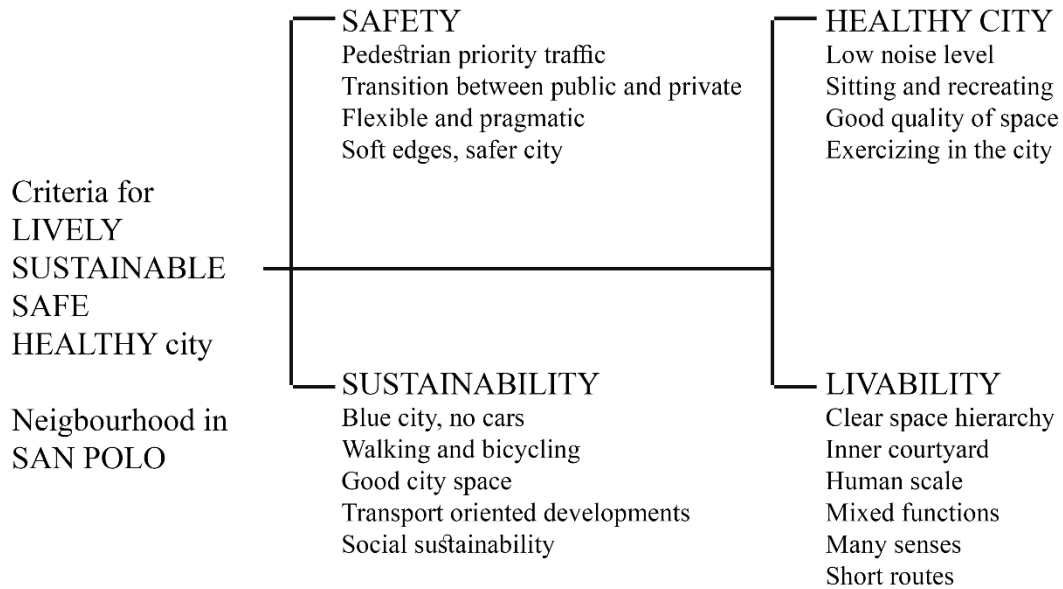 Criteria for
LIVELY
SUSTAINABLE
SAFE
HEALTHY city
Neigbourhood in
SAN POLO
SAFETY
Pedestrian priority traffic
Transition between public and private
Flexible and pragmatic
Soft edges, safer city
HEALTHY CITY
Low noise level
Sitting and recreating
Good quality of space
Exercizing in the city
SUSTAINABILITY
Blue city, no cars
Walking and bicycling
Good city space
Transport oriented developments
Social sustainability
LIVABILITY
Clear space hierarchy
Inner courtyard
Human scale
Mixed functions
Many senses
Short routes